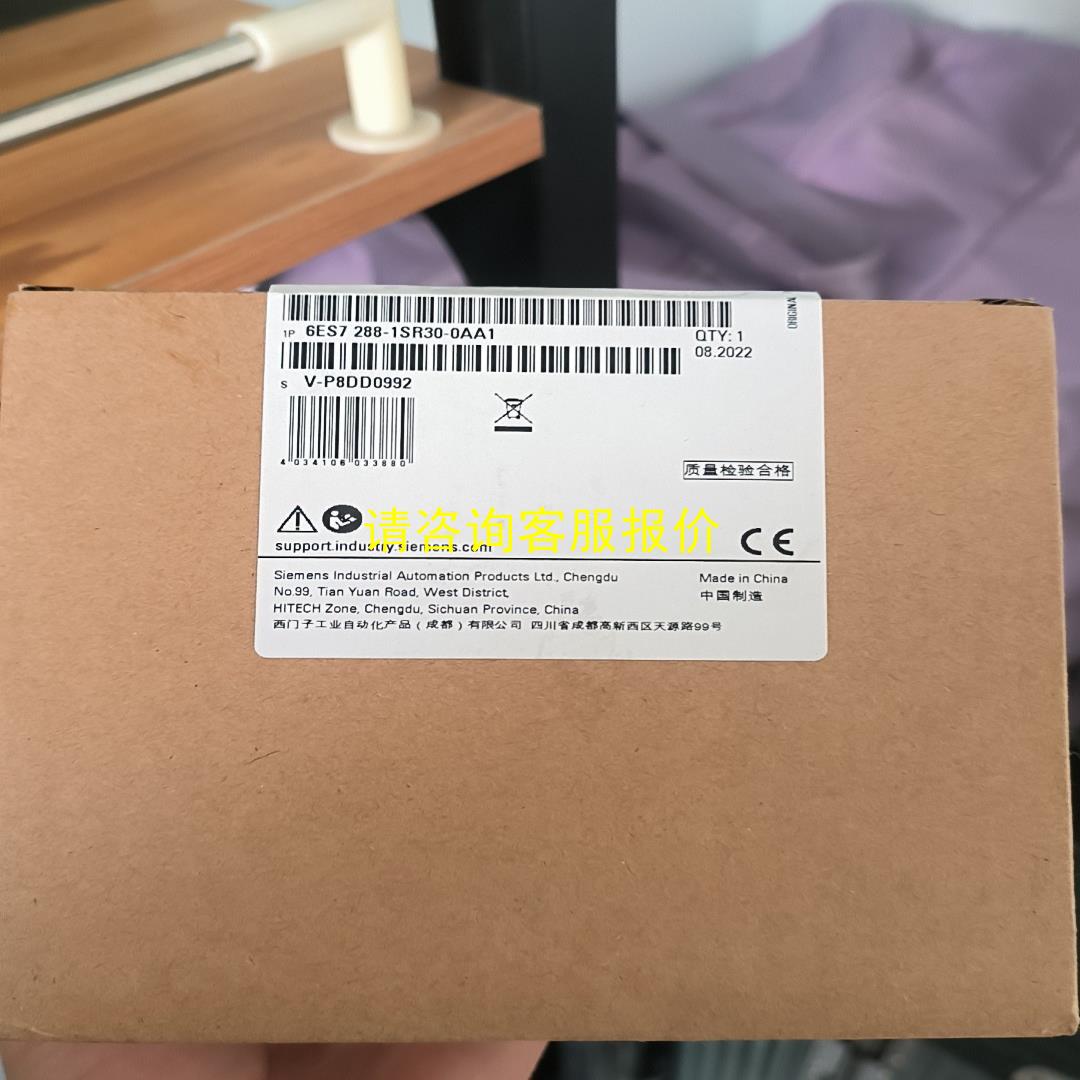 ORIGINAL
1P 6ES7 288-1SR30-0AA1
QTY: 1
08.2022
S V-P8DD0992
4 034106 033880
质量检验合格
请咨询客服报价
support.industry.siemens.com
CE
Siemens Industrial Automation Products Ltd., Chengdu
No.99, Tian Yuan Road, West District,
HITECH Zone, Chengdu, Sichuan Province, China
西门子工业自动化产品（成都）有限公司 四川省成都高新西区天源路99号
Made in China
中国制造